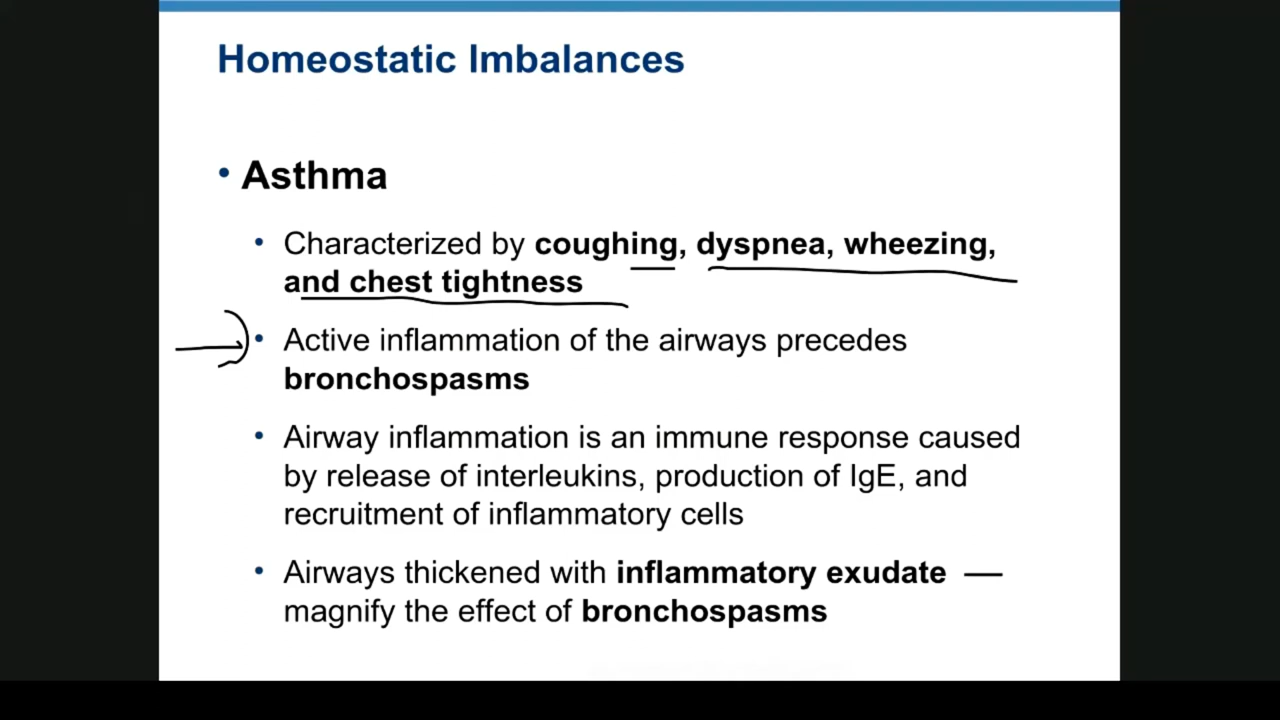 Homeostatic Imbalances
• Asthma
• Characterized by coughing, dyspnea, wheezing,
and chest tightness
• Active inflammation of the airways precedes
bronchospasms
• Airway inflammation is an immune response caused
by release of interleukins, production of IgE, and
recruitment of inflammatory cells
• Airways thickened with inflammatory exudate —
magnify the effect of bronchospasms